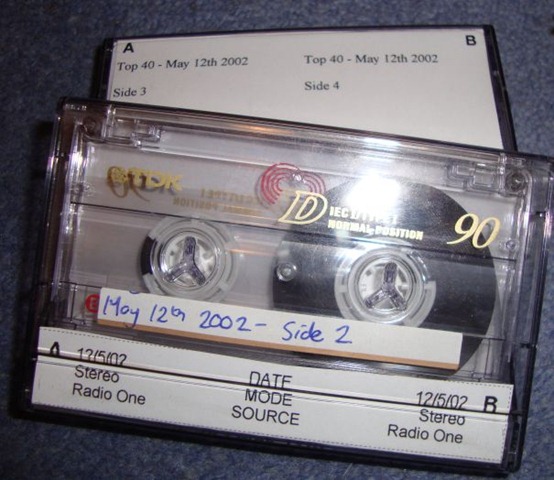 A
B
Top 40 - May 12th 2002
Top 40 - May 12th 2002
Side 3
Side 4
TDK
D
IEC I/TYPE I
NORMAL POSITION
90
May 12th 2002 - Side 2
A 12/5/02 DATE 12/5/02 B
Stereo MODE Stereo
Radio One SOURCE Radio One